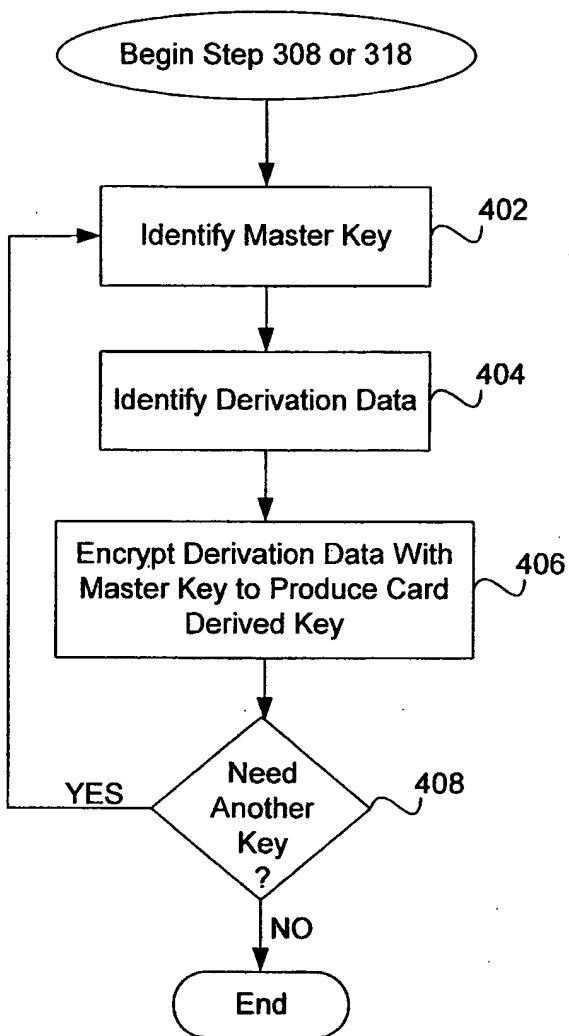 Begin Step 308 or 318
Identify Master Key
402
Identify Derivation Data
404
Encrypt Derivation Data With
Master Key to Produce Card
Derived Key
406
Need
Another
Key
?
408
YES
NO
End